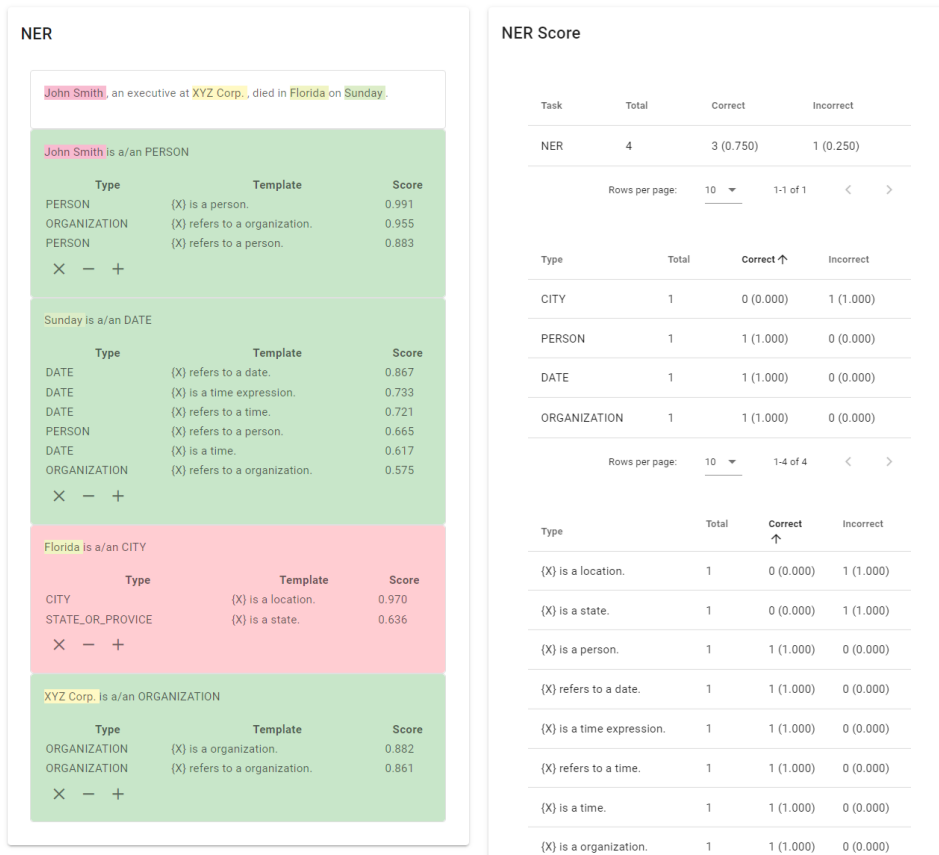 NER
John Smith , an executive at XYZ Corp. , died in Florida on Sunday .
John Smith is a/an PERSON
Type Template Score
PERSON {X} is a person. 0.991
ORGANIZATION {X} refers to a organization. 0.955
PERSON {X} refers to a person. 0.883
Sunday is a/an DATE
Type Template Score
DATE {X} refers to a date. 0.867
DATE {X} is a time expression. 0.733
DATE {X} refers to a time. 0.721
PERSON {X} refers to a person. 0.665
DATE {X} is a time. 0.617
ORGANIZATION {X} refers to a organization. 0.575
Florida is a/an CITY
Type Template Score
CITY {X} is a location. 0.970
STATE_OR_PROVICE {X} is a state. 0.636
XYZ Corp. is a/an ORGANIZATION
Type Template Score
ORGANIZATION {X} is a organization. 0.882
ORGANIZATION {X} refers to a organization. 0.861
NER Score
Task Total Correct Incorrect
NER 4 3 (0.750) 1 (0.250)
Rows per page: 10 1-1 of 1
Type Total Correct Incorrect
CITY 1 0 (0.000) 1 (1.000)
PERSON 1 1 (1.000) 0 (0.000)
DATE 1 1 (1.000) 0 (0.000)
ORGANIZATION 1 1 (1.000) 0 (0.000)
Rows per page: 10 1-4 of 4
Type Total Correct Incorrect
{X} is a location. 1 0 (0.000) 1 (1.000)
{X} is a state. 1 0 (0.000) 1 (1.000)
{X} is a person. 1 1 (1.000) 0 (0.000)
{X} refers to a date. 1 1 (1.000) 0 (0.000)
{X} is a time expression. 1 1 (1.000) 0 (0.000)
{X} refers to a time. 1 1 (1.000) 0 (0.000)
{X} is a time. 1 1 (1.000) 0 (0.000)
{X} is a organization. 1 1 (1.000) 0 (0.000)